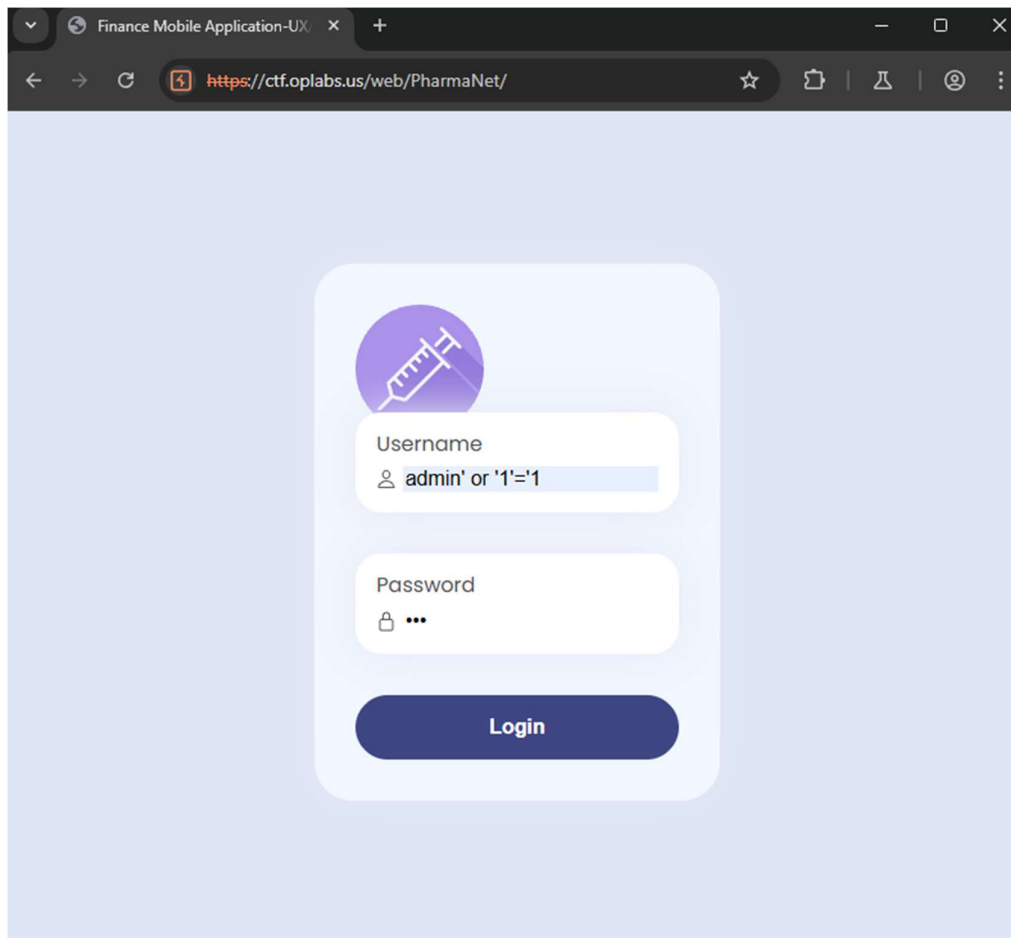 Finance Mobile Application-UX/
https://ctf.oplabs.us/web/PharmaNet/
Username
admin' or '1'='1
Password
•••
Login